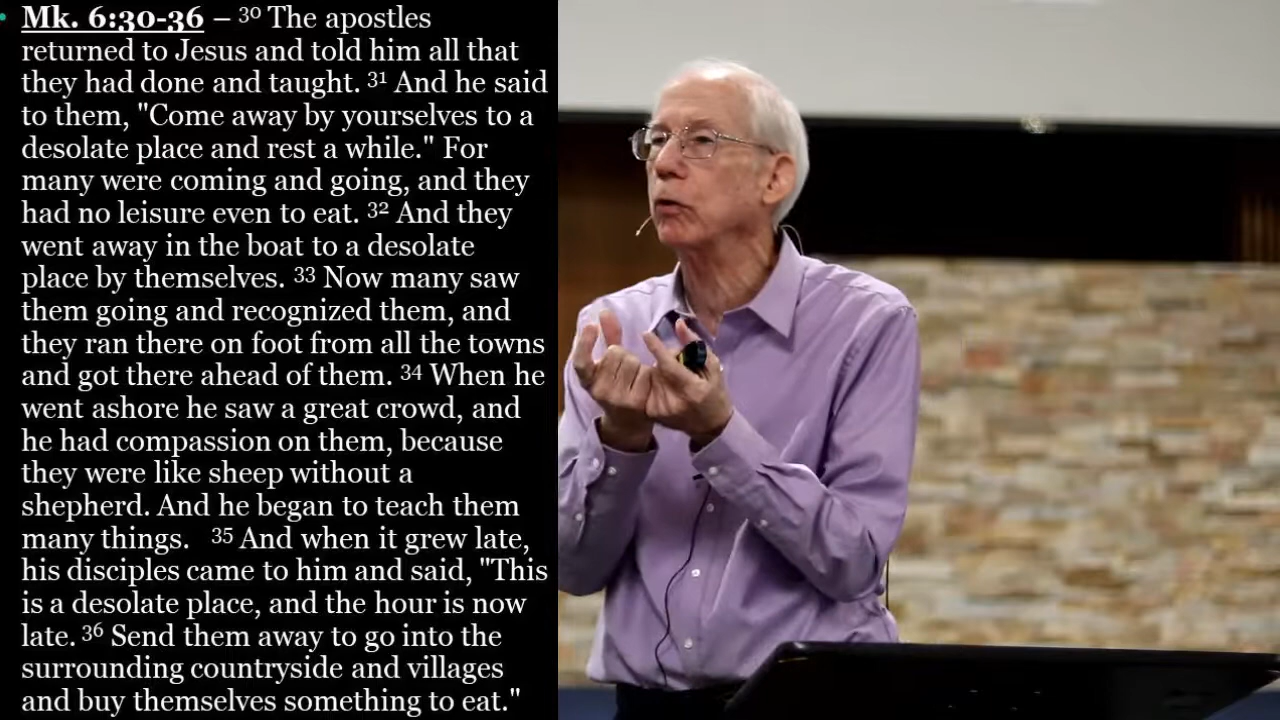 • Mk. 6:30-36 – ³⁰ The apostles
returned to Jesus and told him all that
they had done and taught. ³¹ And he said
to them, "Come away by yourselves to a
desolate place and rest a while." For
many were coming and going, and they
had no leisure even to eat. ³² And they
went away in the boat to a desolate
place by themselves. ³³ Now many saw
them going and recognized them, and
they ran there on foot from all the towns
and got there ahead of them. ³⁴ When he
went ashore he saw a great crowd, and
he had compassion on them, because
they were like sheep without a
shepherd. And he began to teach them
many things.   ³⁵ And when it grew late,
his disciples came to him and said, "This
is a desolate place, and the hour is now
late. ³⁶ Send them away to go into the
surrounding countryside and villages
and buy themselves something to eat."